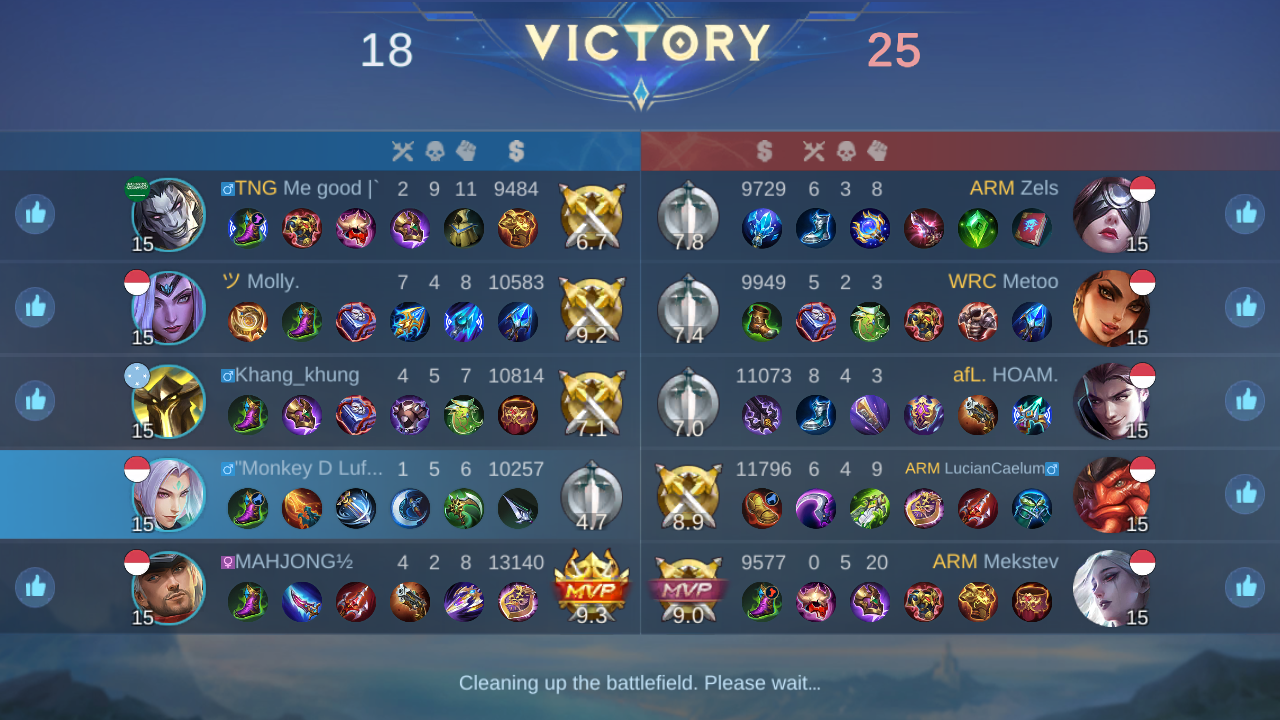 18 VICTORY 25
TNG Me good |` 2 9 11 9484
15 6.7
9729 6 3 8 ARM Zels
7.8 15
ツ Molly. 7 4 8 10583
15 9.2
9949 5 2 3 WRC Metoo
7.4 15
Khang_khung 4 5 7 10814
15 7.1
11073 8 4 3 afL. HOAM.
7.0 15
"Monkey D Luf... 1 5 6 10257
15 4.7
11796 6 4 9 ARM LucianCaelum
8.9 15
MAHJONG½ 4 2 8 13140
MVP
15 9.3
9577 0 5 20 ARM Mekstev
MVP
9.0 15
Cleaning up the battlefield. Please wait...